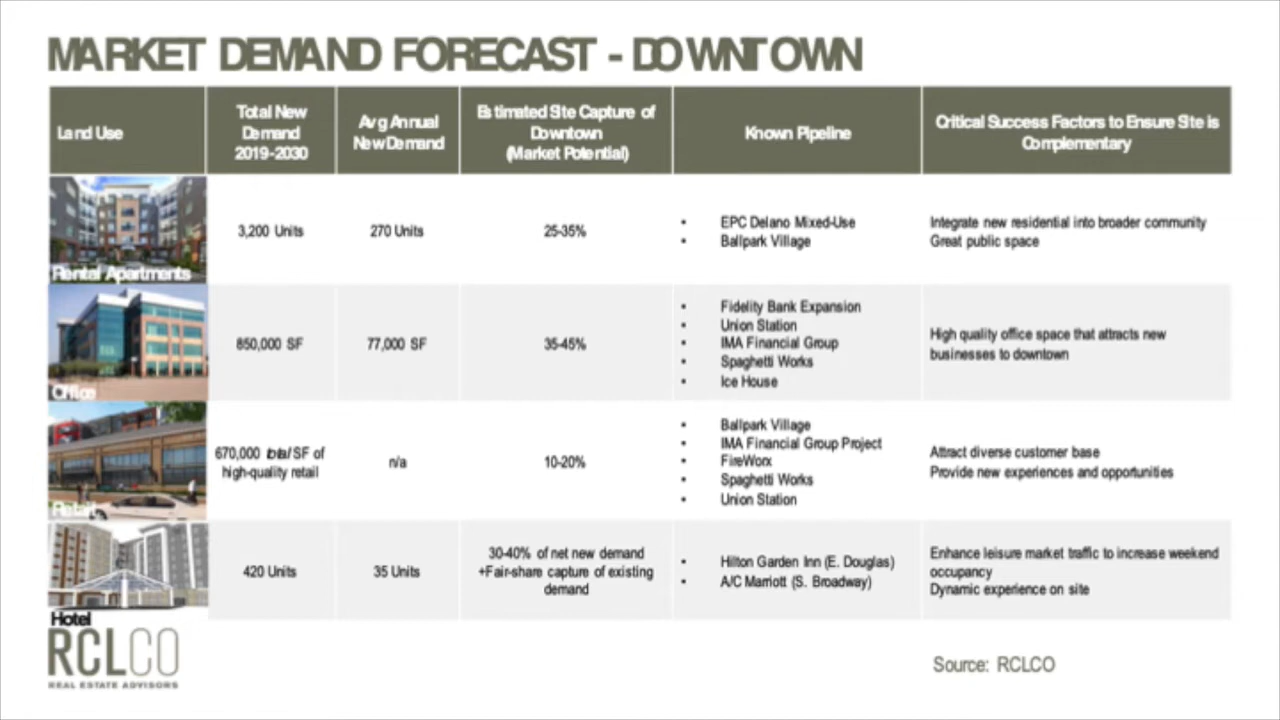 MARKET DEMAND FORECAST - DOWNTOWN
Land Use
Total New
Demand
2019-2030
Avg Annual
New Demand
Estimated Site Capture of
Downtown
(Market Potential)
Known Pipeline
Critical Success Factors to Ensure Site is
Complementary
Rental Apartments
3,200 Units
270 Units
25-35%
• EPC Delano Mixed-Use
• Ballpark Village
Integrate new residential into broader community
Great public space
Office
850,000 SF
77,000 SF
35-45%
• Fidelity Bank Expansion
• Union Station
• IMA Financial Group
• Spaghetti Works
• Ice House
High quality office space that attracts new
businesses to downtown
Retail
670,000 total SF of
high-quality retail
n/a
10-20%
• Ballpark Village
• IMA Financial Group Project
• FireWorx
• Spaghetti Works
• Union Station
Attract diverse customer base
Provide new experiences and opportunities
Hotel
420 Units
35 Units
30-40% of net new demand
+Fair-share capture of existing
demand
• Hilton Garden Inn (E. Douglas)
• A/C Marriott (S. Broadway)
Enhance leisure market traffic to increase weekend
occupancy
Dynamic experience on site
RCLCO
REAL ESTATE ADVISORS
Source: RCLCO